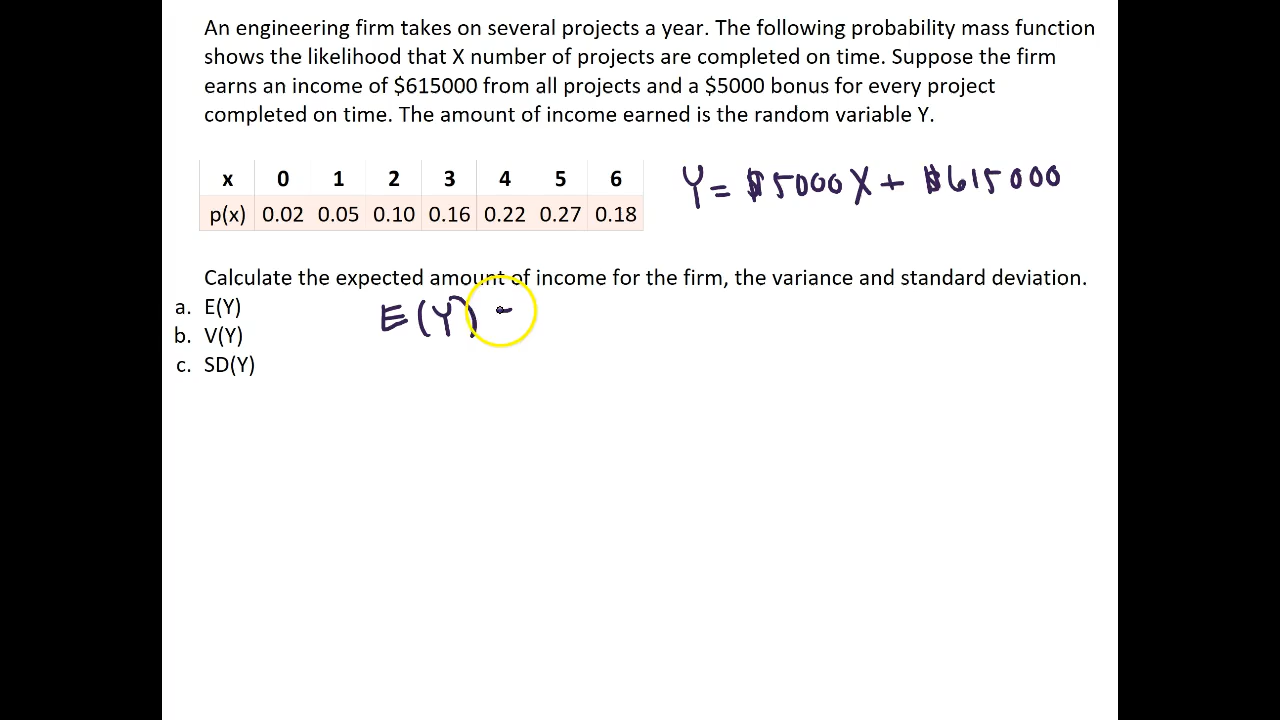 An engineering firm takes on several projects a year. The following probability mass function
shows the likelihood that X number of projects are completed on time. Suppose the firm
earns an income of $615000 from all projects and a $5000 bonus for every project
completed on time. The amount of income earned is the random variable Y.
x 0 1 2 3 4 5 6
p(x) 0.02 0.05 0.10 0.16 0.22 0.27 0.18
Y = $5000X + $615000
Calculate the expected amount of income for the firm, the variance and standard deviation.
a. E(Y)
b. V(Y)
c. SD(Y)
E(Y) -